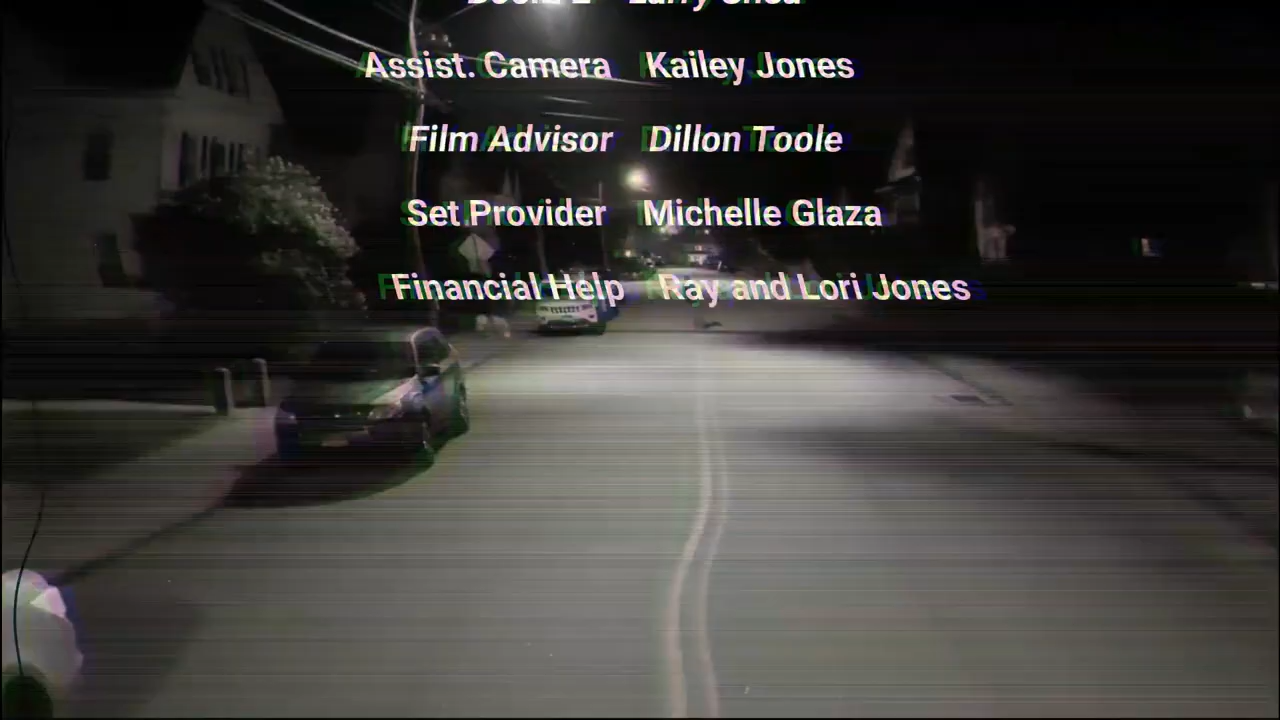 Assist. Camera Kailey Jones
Film Advisor Dillon Toole
Set Provider Michelle Glaza
Financial Help Ray and Lori Jones